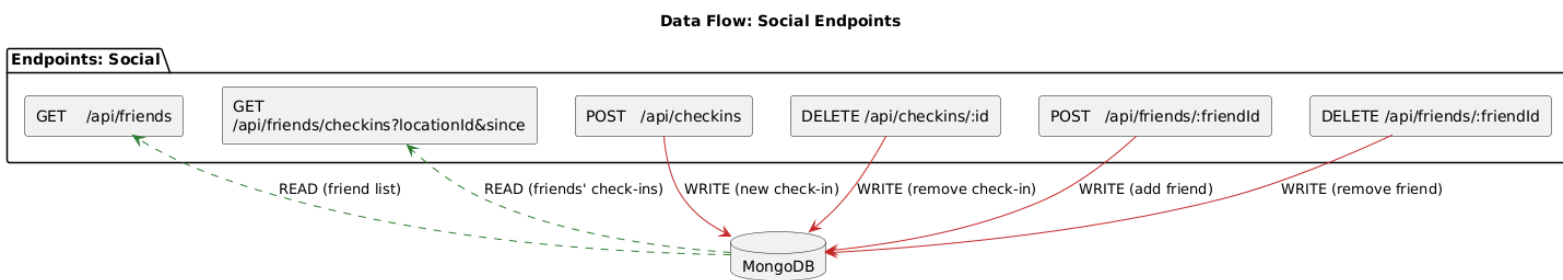 Data Flow: Social Endpoints
Endpoints: Social
GET /api/friends
GET
/api/friends/checkins?locationId&since
POST /api/checkins
DELETE /api/checkins/:id
POST /api/friends/:friendId
DELETE /api/friends/:friendId
READ (friend list)
READ (friends' check-ins)
WRITE (new check-in)
WRITE (remove check-in)
WRITE (add friend)
WRITE (remove friend)
MongoDB